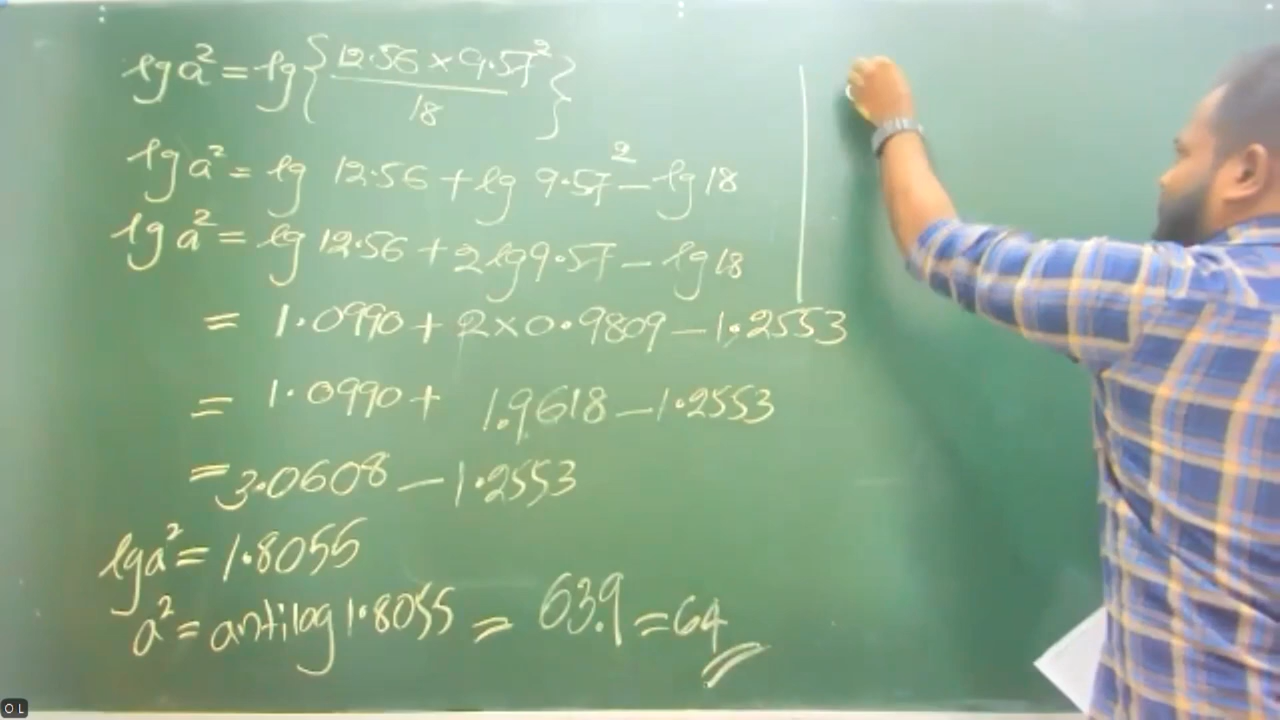 lg a² = lg { 12.56 × 9.57² / 18 }
lg a² = lg 12.56 + lg 9.57² – lg 18
lg a² = lg 12.56 + 2 lg 9.57 – lg 18
= 1.0990 + 2 × 0.9809 – 1.2553
= 1.0990 + 1.9618 – 1.2553
= 3.0608 – 1.2553
lg a² = 1.8055
a² = antilog 1.8055 = 63.9 = 64
OL